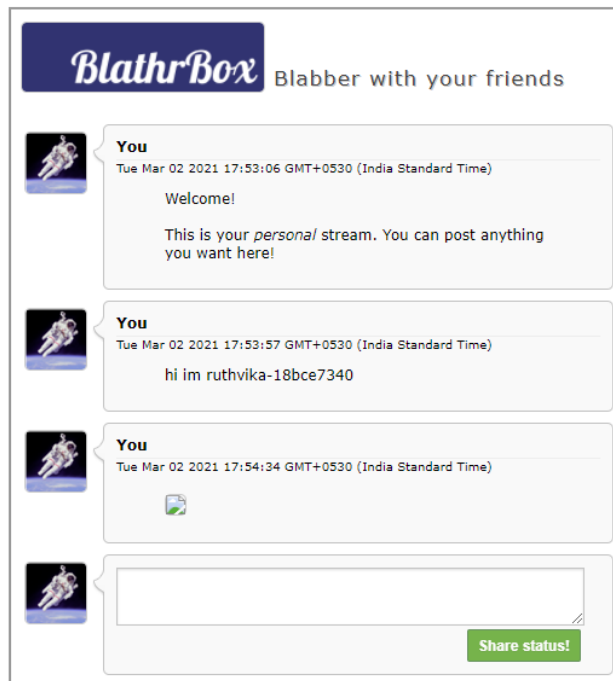 BlathrBox Blabber with your friends
You
Tue Mar 02 2021 17:53:06 GMT+0530 (India Standard Time)
Welcome!
This is your personal stream. You can post anything
you want here!
You
Tue Mar 02 2021 17:53:57 GMT+0530 (India Standard Time)
hi im ruthvika-18bce7340
You
Tue Mar 02 2021 17:54:34 GMT+0530 (India Standard Time)
Share status!